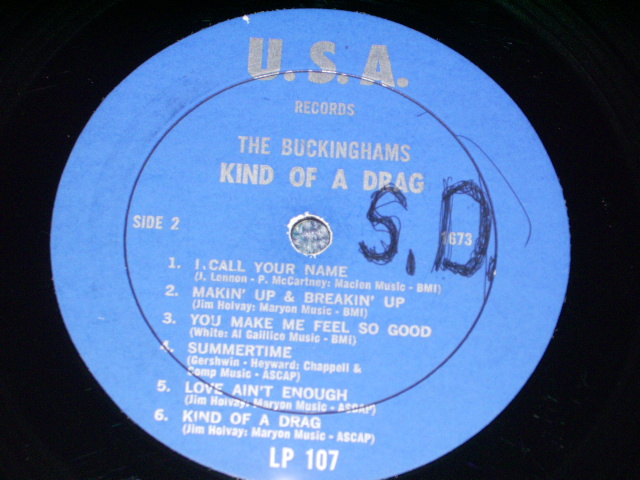 U.S.A.
RECORDS
THE BUCKINGHAMS
KIND OF A DRAG
S.D.
SIDE 2
1673
1. I CALL YOUR NAME
(J. Lennon - P. McCartney: Maclen Music - BMI)
2. MAKIN' UP & BREAKIN' UP
(Jim Holvay: Maryon Music - BMI)
3. YOU MAKE ME FEEL SO GOOD
(White: Al Gallico Music - BMI)
4. SUMMERTIME
(Gershwin - Heyward: Chappell &
Gomp Music - ASCAP)
5. LOVE AIN'T ENOUGH
(Jim Holvay: Maryon Music - ASCAP)
6. KIND OF A DRAG
(Jim Holvay: Maryon Music - ASCAP)
LP 107